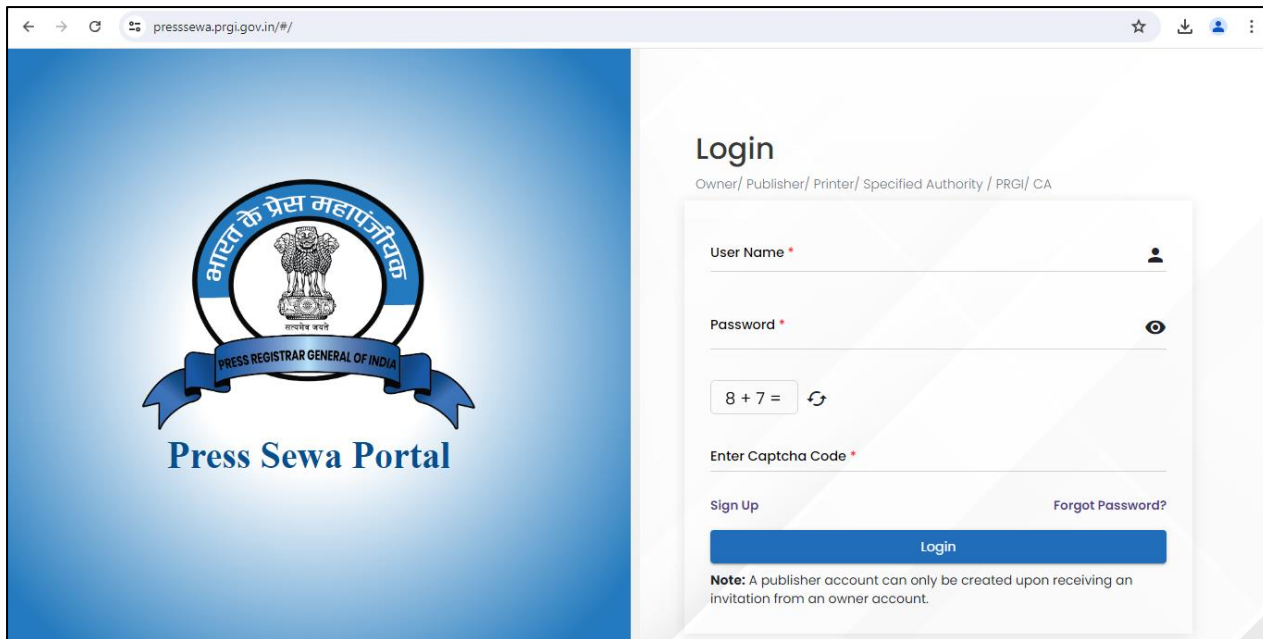 presssewa.prgi.gov.in/#/
भारत के प्रेस महापंजीयक
सत्यमेव जयते
PRESS REGISTRAR GENERAL OF INDIA
Press Sewa Portal
Login
Owner/ Publisher/ Printer/ Specified Authority / PRGI/ CA
User Name *
Password *
8 + 7 =
Enter Captcha Code *
Sign Up
Forgot Password?
Login
Note: A publisher account can only be created upon receiving an
invitation from an owner account.